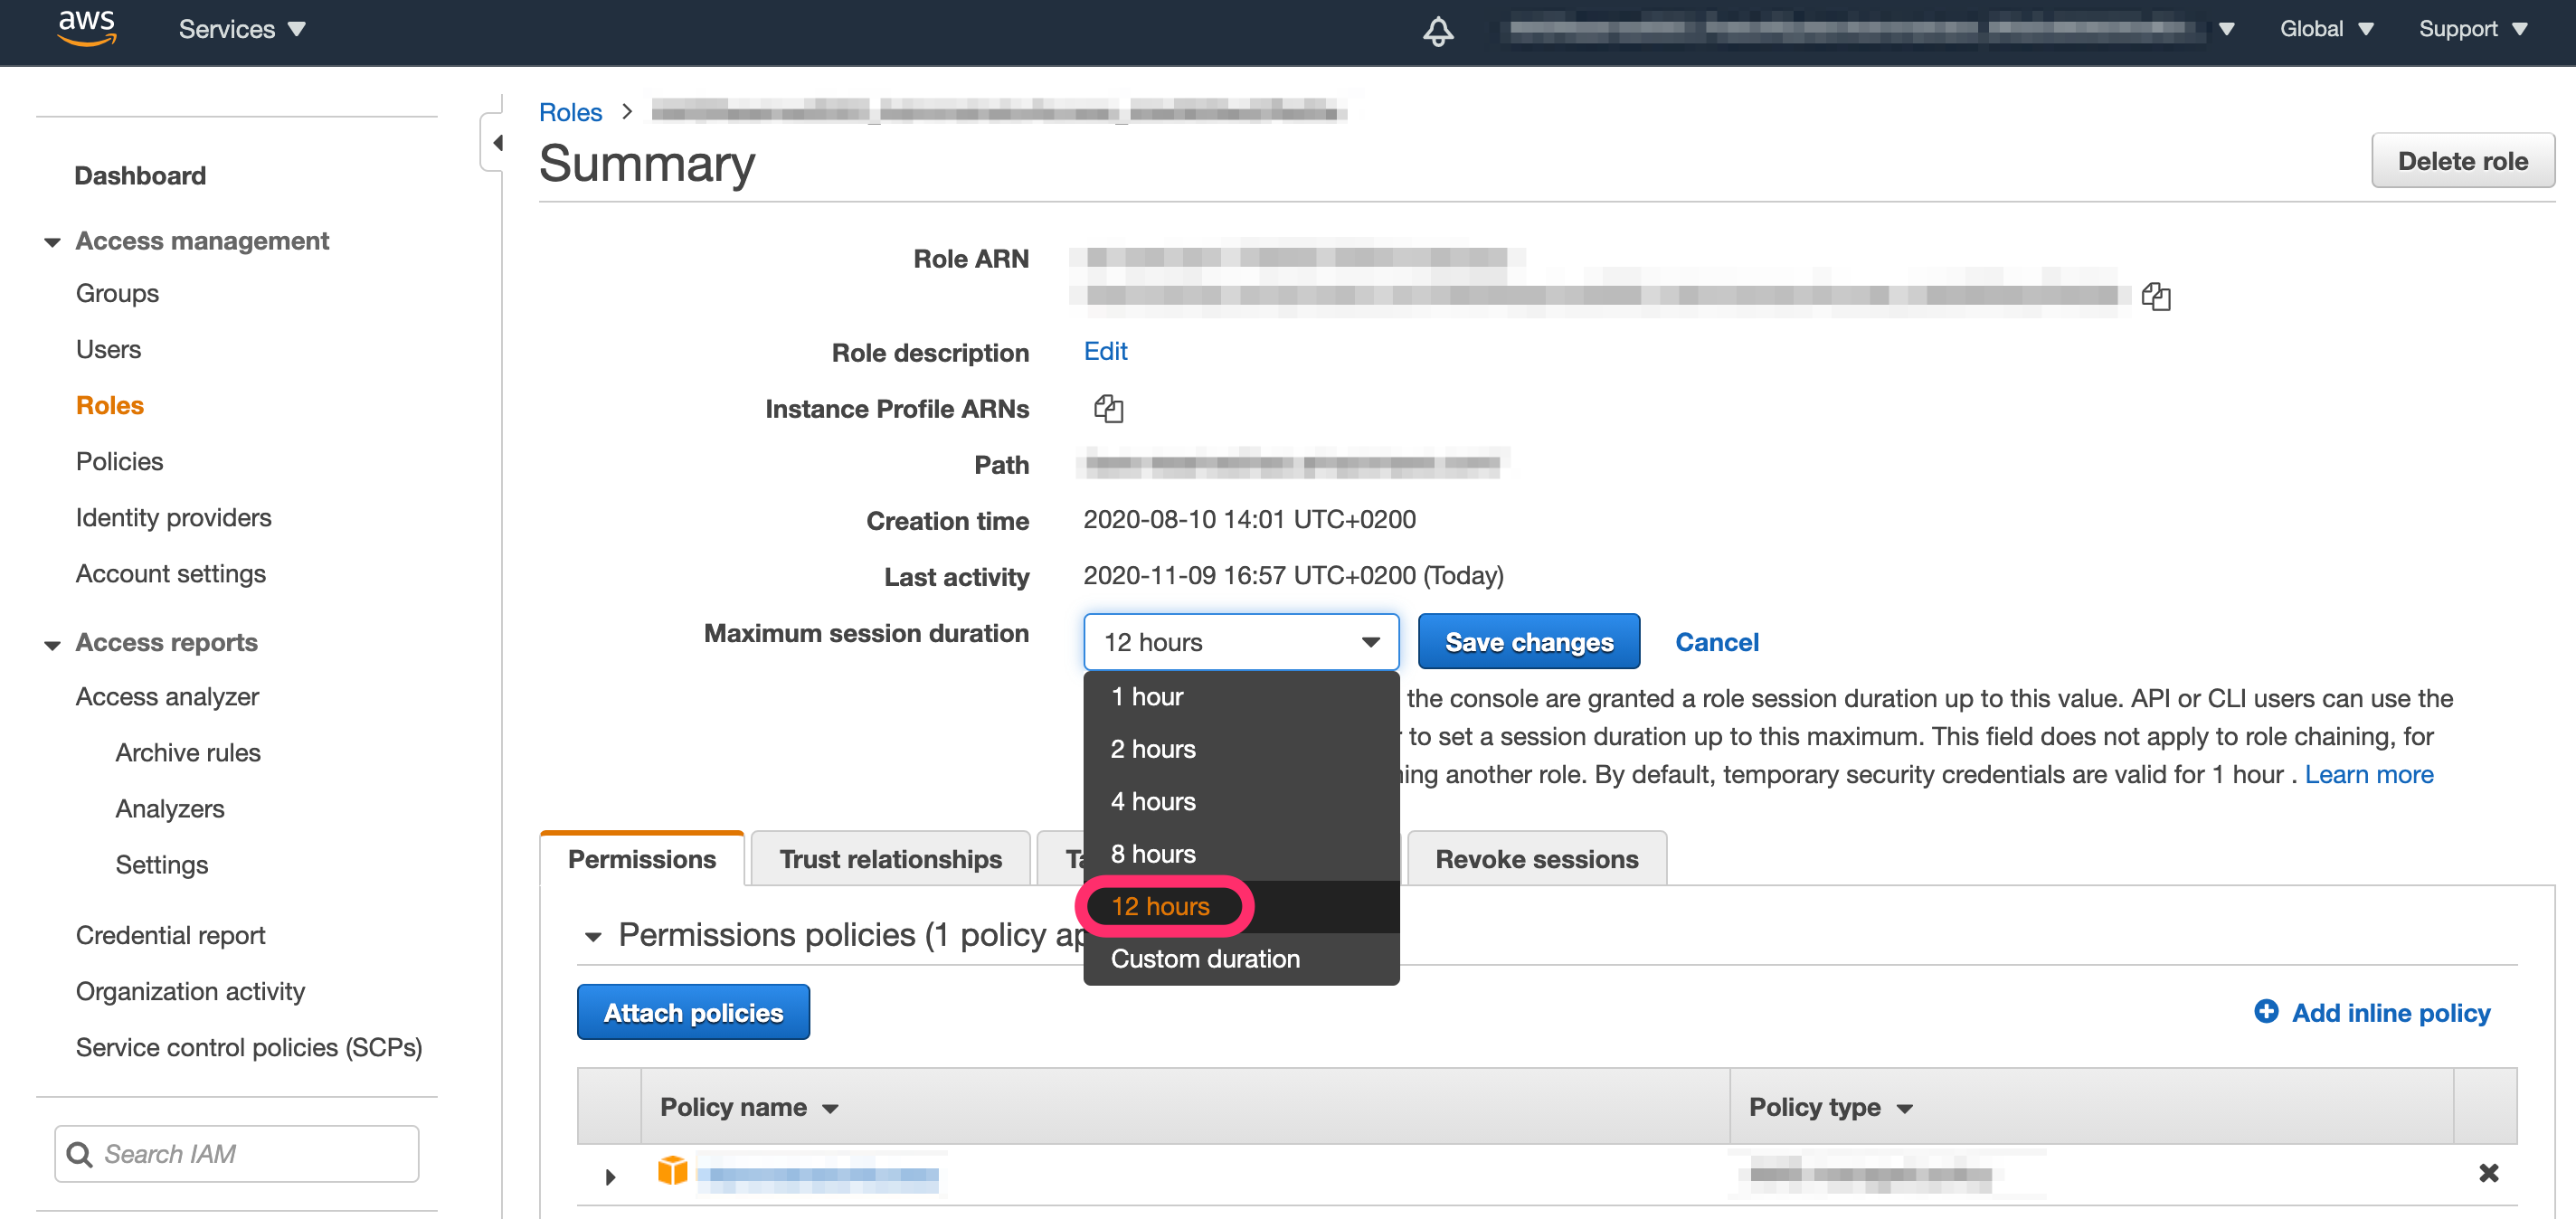 aws
Services
Global
Support
Roles
Summary
Delete role
Dashboard
Access management
Groups
Users
Roles
Policies
Identity providers
Account settings
Access reports
Access analyzer
Archive rules
Analyzers
Settings
Credential report
Organization activity
Service control policies (SCPs)
Search IAM
Role ARN
Role description Edit
Instance Profile ARNs
Path
Creation time 2020-08-10 14:01 UTC+0200
Last activity 2020-11-09 16:57 UTC+0200 (Today)
Maximum session duration 12 hours Save changes Cancel
1 hour
2 hours
4 hours
8 hours
12 hours
Custom duration
the console are granted a role session duration up to this value. API or CLI users can use the
to set a session duration up to this maximum. This field does not apply to role chaining, for
another role. By default, temporary security credentials are valid for 1 hour . Learn more
Permissions Trust relationships Revoke sessions
Permissions policies (1 policy
Attach policies
Add inline policy
Policy name Policy type